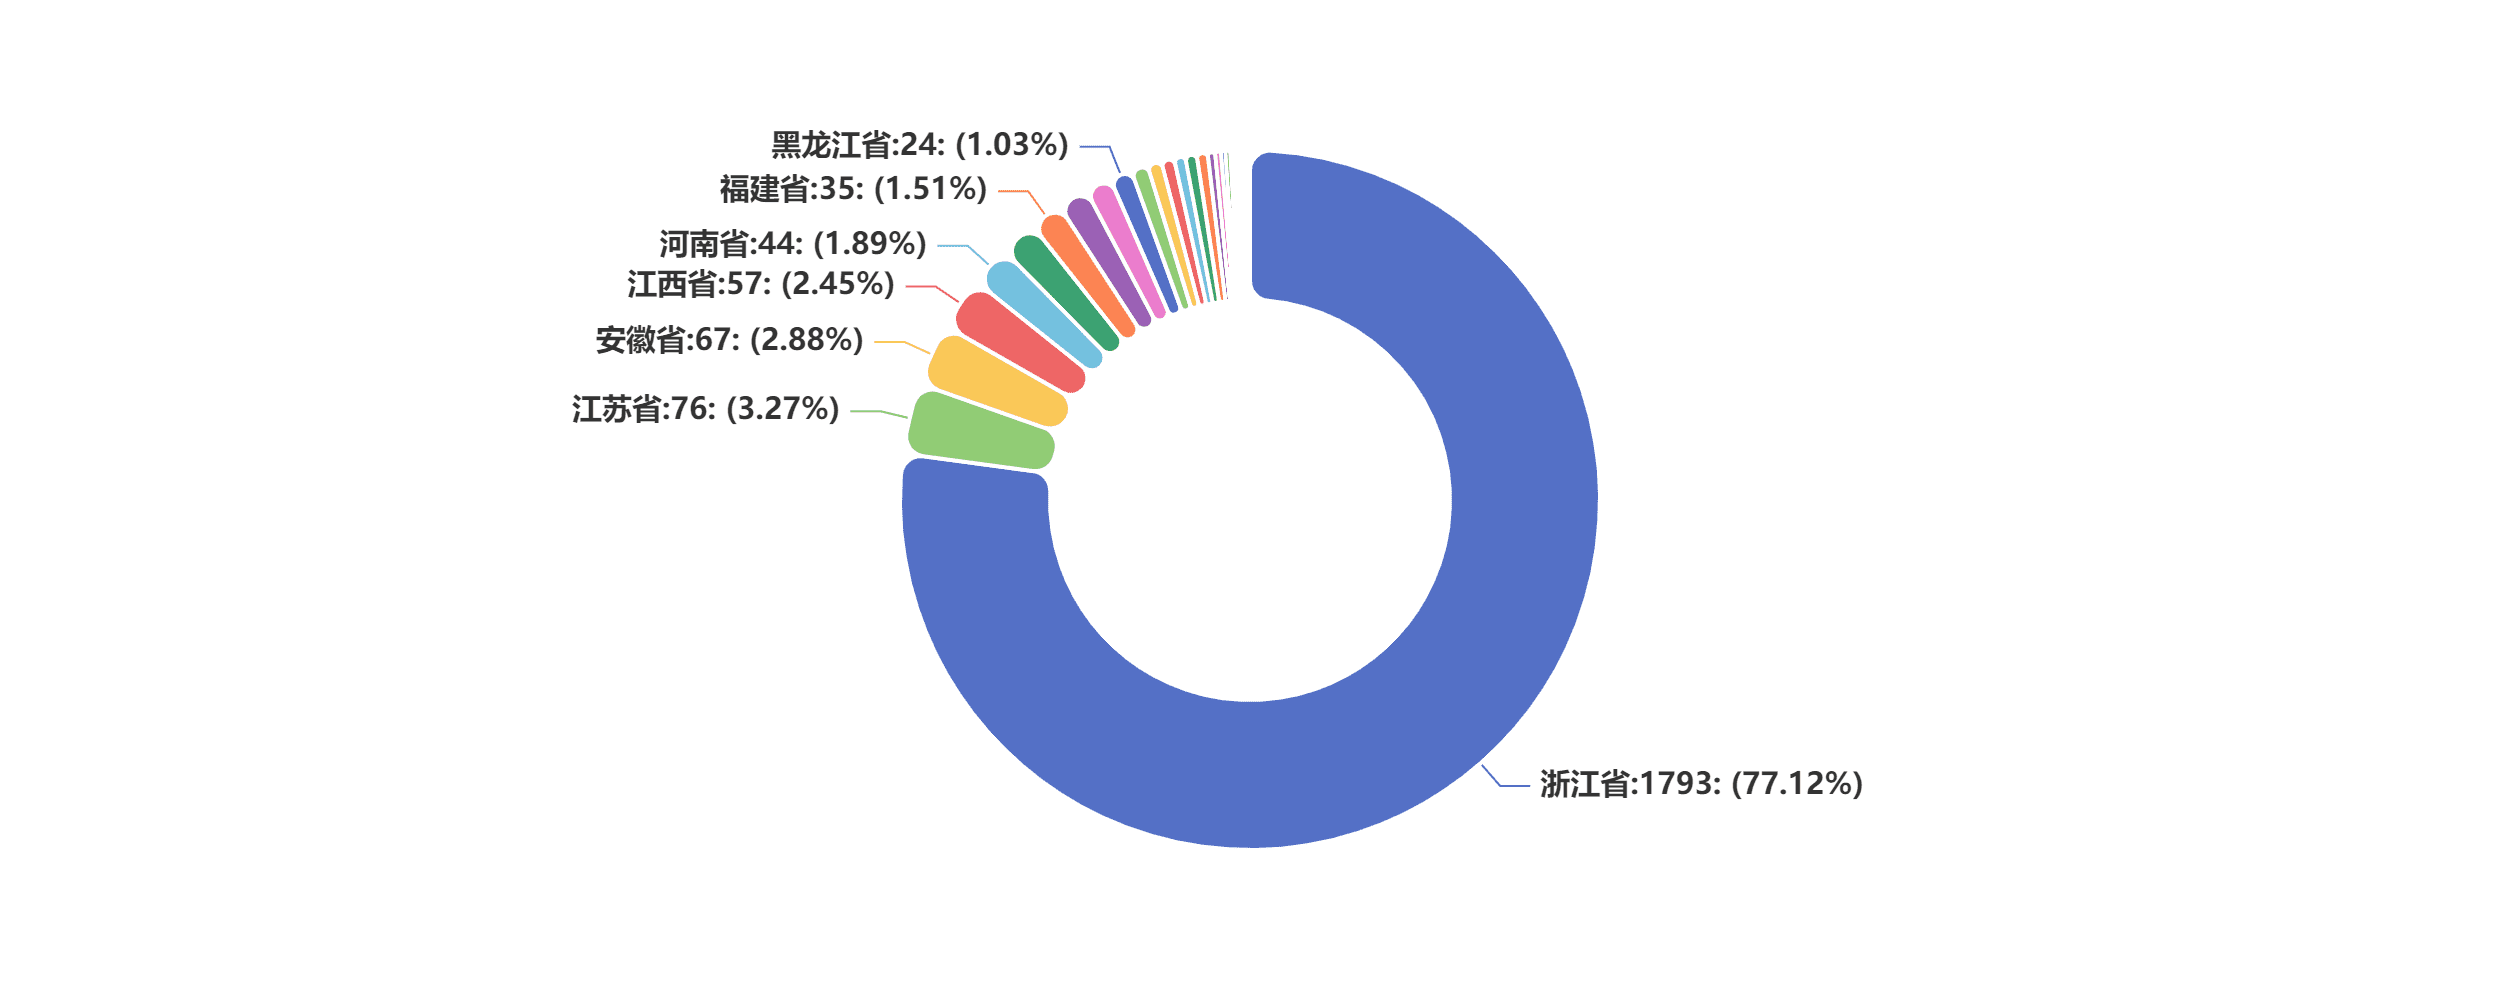 黑龙江省:24: (1.03%)
福建省:35: (1.51%)
河南省:44: (1.89%)
江西省:57: (2.45%)
安徽省:67: (2.88%)
江苏省:76: (3.27%)
浙江省:1793: (77.12%)